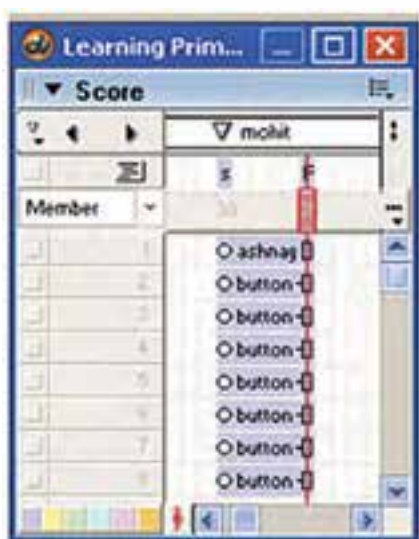 Learning Prim...
Score
mohit
Member
1 ashnag
2 button
3 button
4 button
5 button
6 button
7 button
8 button